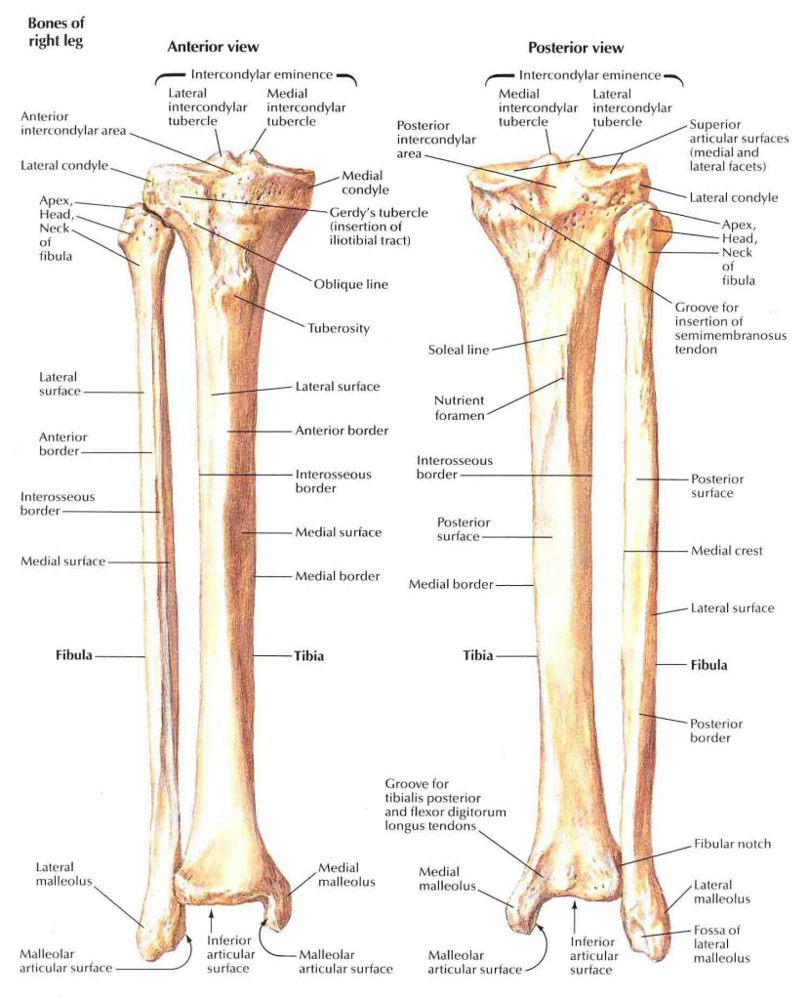 Bones of
right leg
Anterior view
Intercondylar eminence
Lateral
intercondylar
tubercle
Medial
intercondylar
tubercle
Anterior
intercondylar area
Lateral condyle
Apex,
Head,
Neck
of
fibula
Medial
condyle
Gerdy's tubercle
(insertion of
iliotibial tract)
Oblique line
Tuberosity
Lateral
surface
Lateral surface
Anterior
border
Anterior border
Interosseous
border
Interosseous
border
Medial surface
Medial surface
Medial border
Fibula
Tibia
Lateral
malleolus
Medial
malleolus
Malleolar
articular surface
Inferior
articular
surface
Malleolar
articular surface
Posterior view
Intercondylar eminence
Medial
intercondylar
tubercle
Lateral
intercondylar
tubercle
Posterior
intercondylar
area
Superior
articular surfaces
(medial and
lateral facets)
Lateral condyle
Apex,
Head,
Neck
of
fibula
Groove for
insertion of
semimembranosus
tendon
Soleal line
Nutrient
foramen
Interosseous
border
Posterior
surface
Posterior
surface
Medial crest
Medial border
Lateral surface
Tibia
Fibula
Posterior
border
Groove for
tibialis posterior
and flexor digitorum
longus tendons
Fibular notch
Medial
malleolus
Lateral
malleolus
Malleolar
articular surface
Inferior
articular
surface
Fossa of
lateral
malleolus